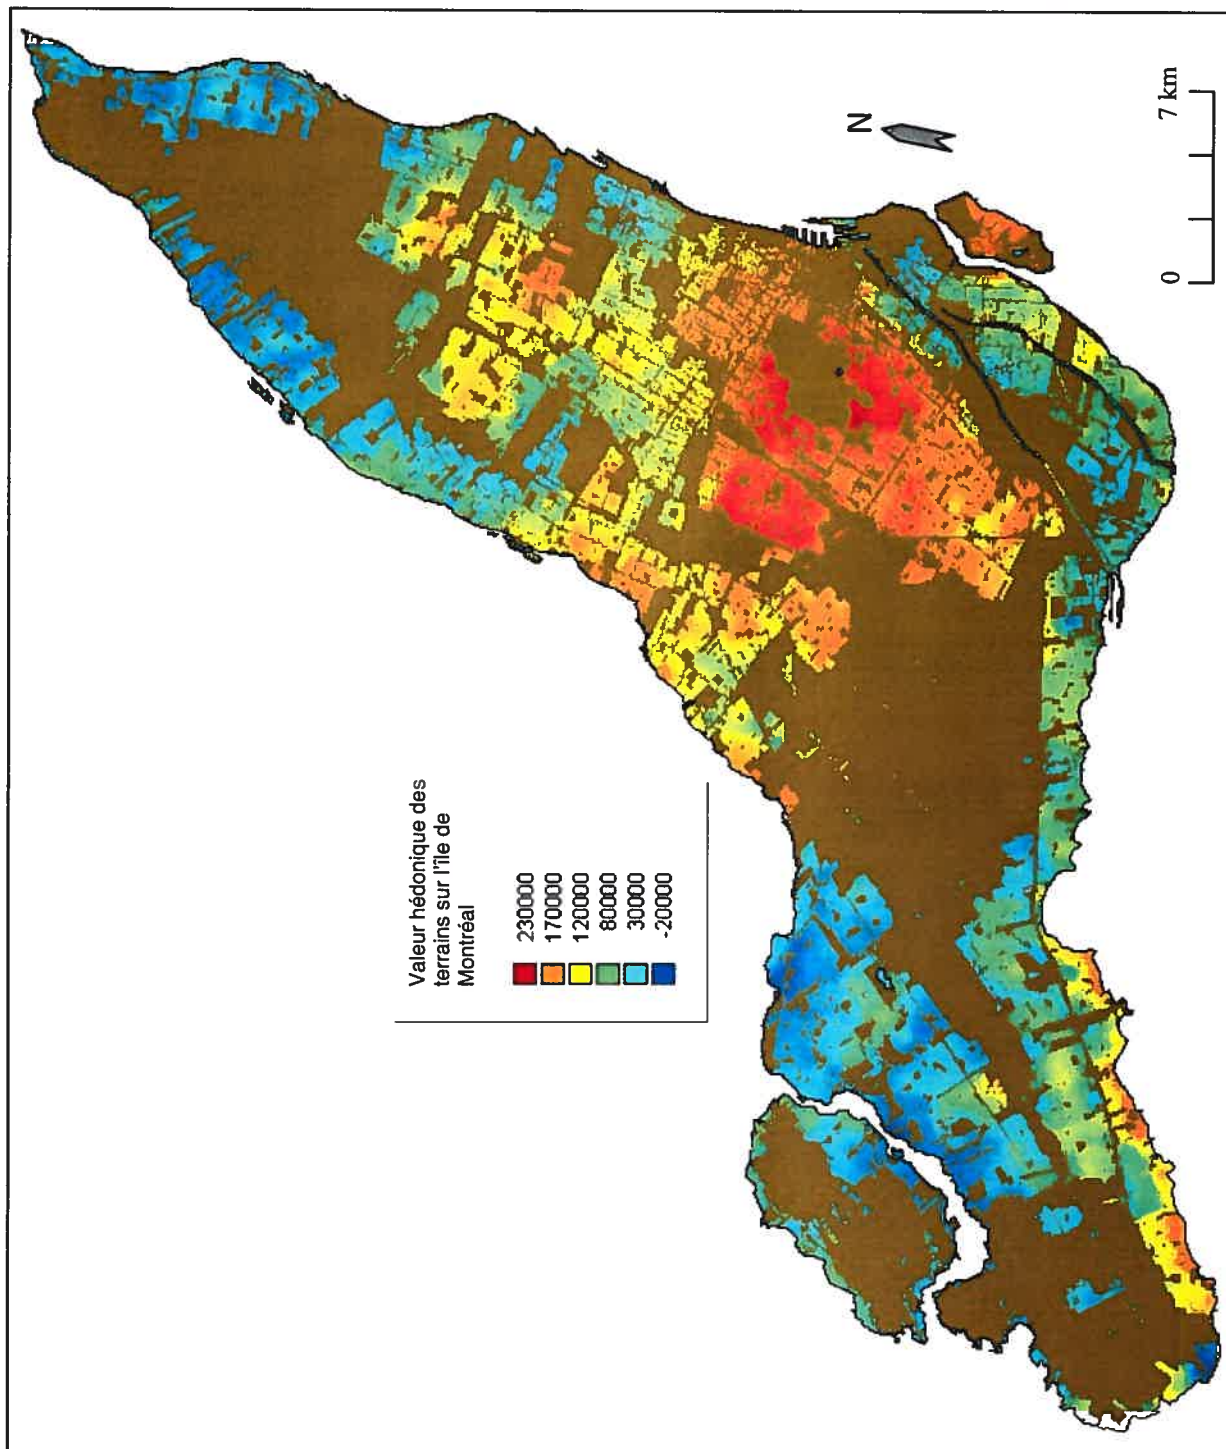 Valeur hédonique des
terrains sur l'île de
Montréal
230000
170000
120000
80000
30000
-20000
N
0
7 km